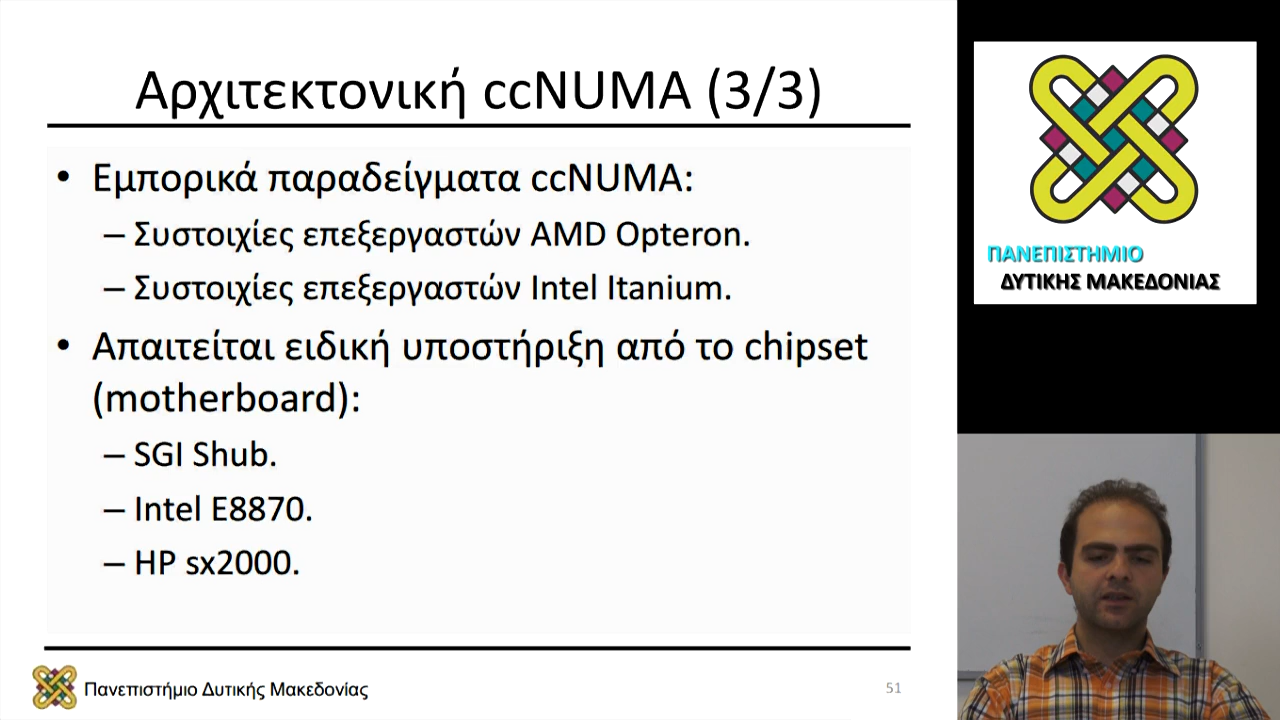 Αρχιτεκτονική ccNUMA (3/3)
• Εμπορικά παραδείγματα ccNUMA:
– Συστοιχίες επεξεργαστών AMD Opteron.
– Συστοιχίες επεξεργαστών Intel Itanium.
• Απαιτείται ειδική υποστήριξη από το chipset
(motherboard):
– SGI Shub.
– Intel E8870.
– HP sx2000.
Πανεπιστήμιο Δυτικής Μακεδονίας
51
ΠΑΝΕΠΙΣΤΗΜΙΟ
ΔΥΤΙΚΗΣ ΜΑΚΕΔΟΝΙΑΣ